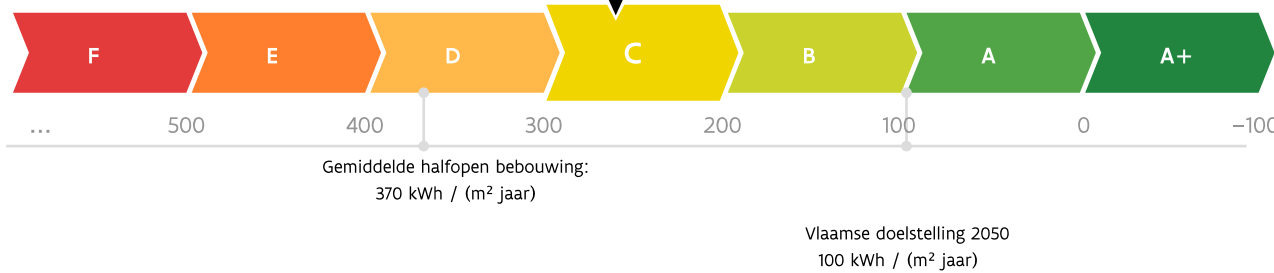 F E D C B A A+
... 500 400 300 200 100 0 −100
Gemiddelde halfopen bebouwing:
370 kWh / (m² jaar)
Vlaamse doelstelling 2050
100 kWh / (m² jaar)